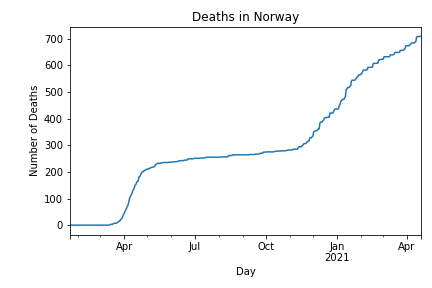 Deaths in Norway
700
600
500
400
300
200
100
0
Number of Deaths
Apr
Jul
Oct
Jan
2021
Apr
Day